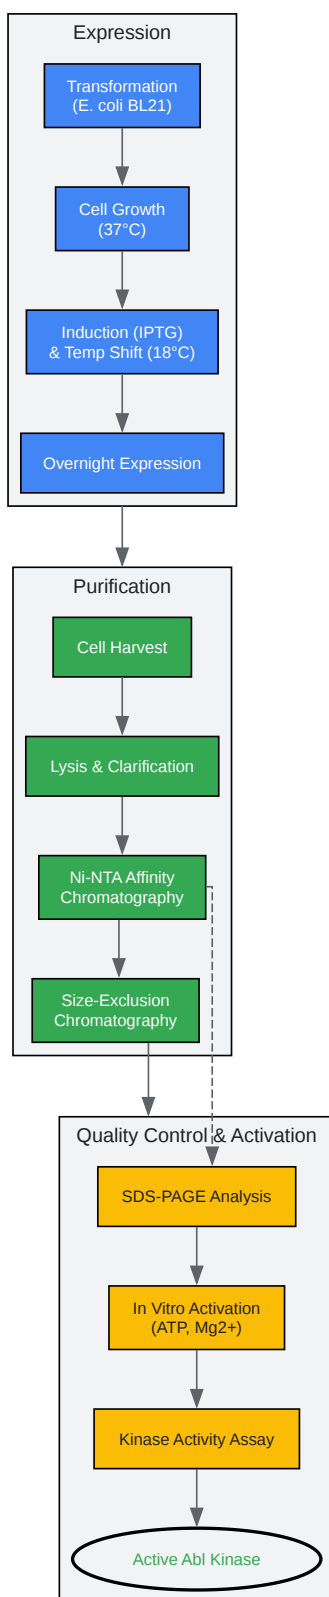 Expression
Transformation
(E. coli BL21)
Cell Growth
(37°C)
Induction (IPTG)
& Temp Shift (18°C)
Overnight Expression
Purification
Cell Harvest
Lysis & Clarification
Ni-NTA Affinity
Chromatography
Size-Exclusion
Chromatography
Quality Control & Activation
SDS-PAGE Analysis
In Vitro Activation
(ATP, Mg2+)
Kinase Activity Assay
Active Abl Kinase